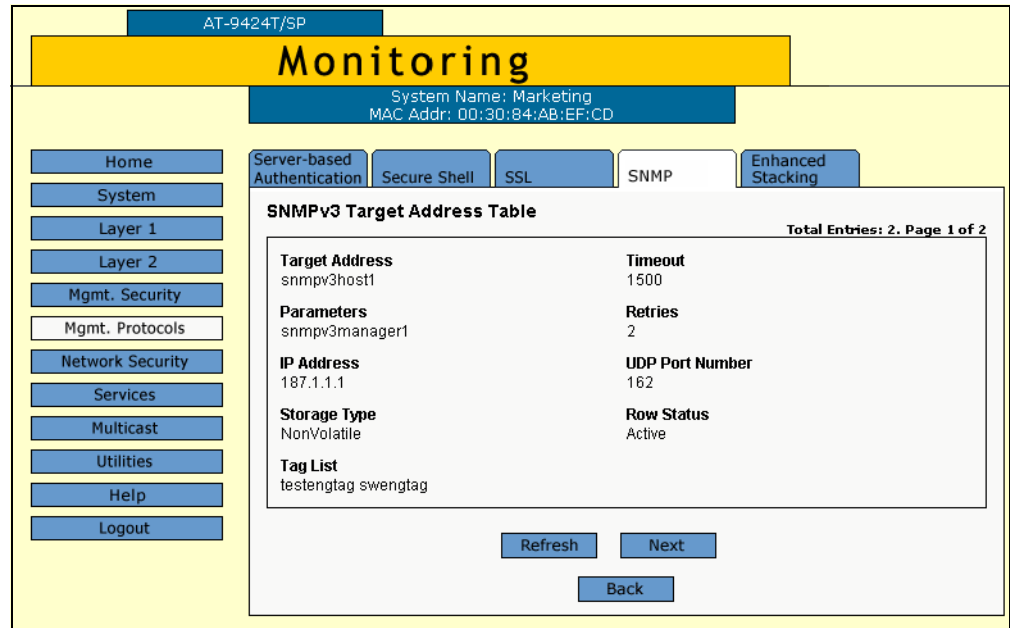 AT-9424T/SP
Monitoring
System Name: Marketing
MAC Addr: 00:30:84:AB:EF:CD
Home
System
Layer 1
Layer 2
Mgmt. Security
Mgmt. Protocols
Network Security
Services
Multicast
Utilities
Help
Logout
Server-based
Authentication
Secure Shell
SSL
SNMP
Enhanced
Stacking
SNMPv3 Target Address Table
Total Entries: 2. Page 1 of 2
Target Address
snmpv3host1
Timeout
1500
Parameters
snmpv3manager1
Retries
2
IP Address
187.1.1.1
UDP Port Number
162
Storage Type
NonVolatile
Row Status
Active
Tag List
testengtag swengtag
Refresh
Next
Back